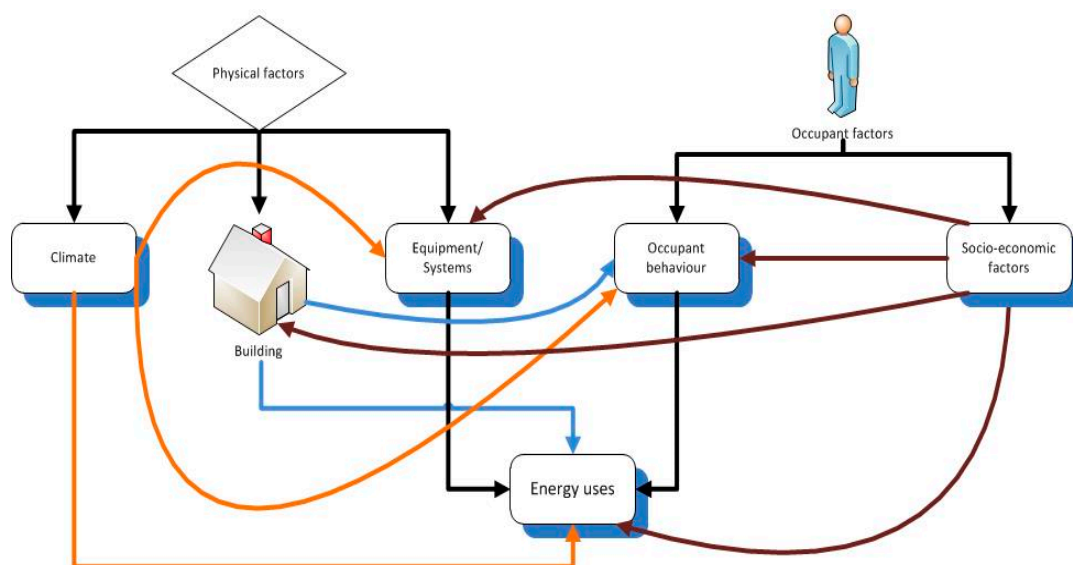 Physical factors
Occupant factors
Climate
Equipment/
Systems
Occupant
behaviour
Socio-economic
factors
Building
Energy uses